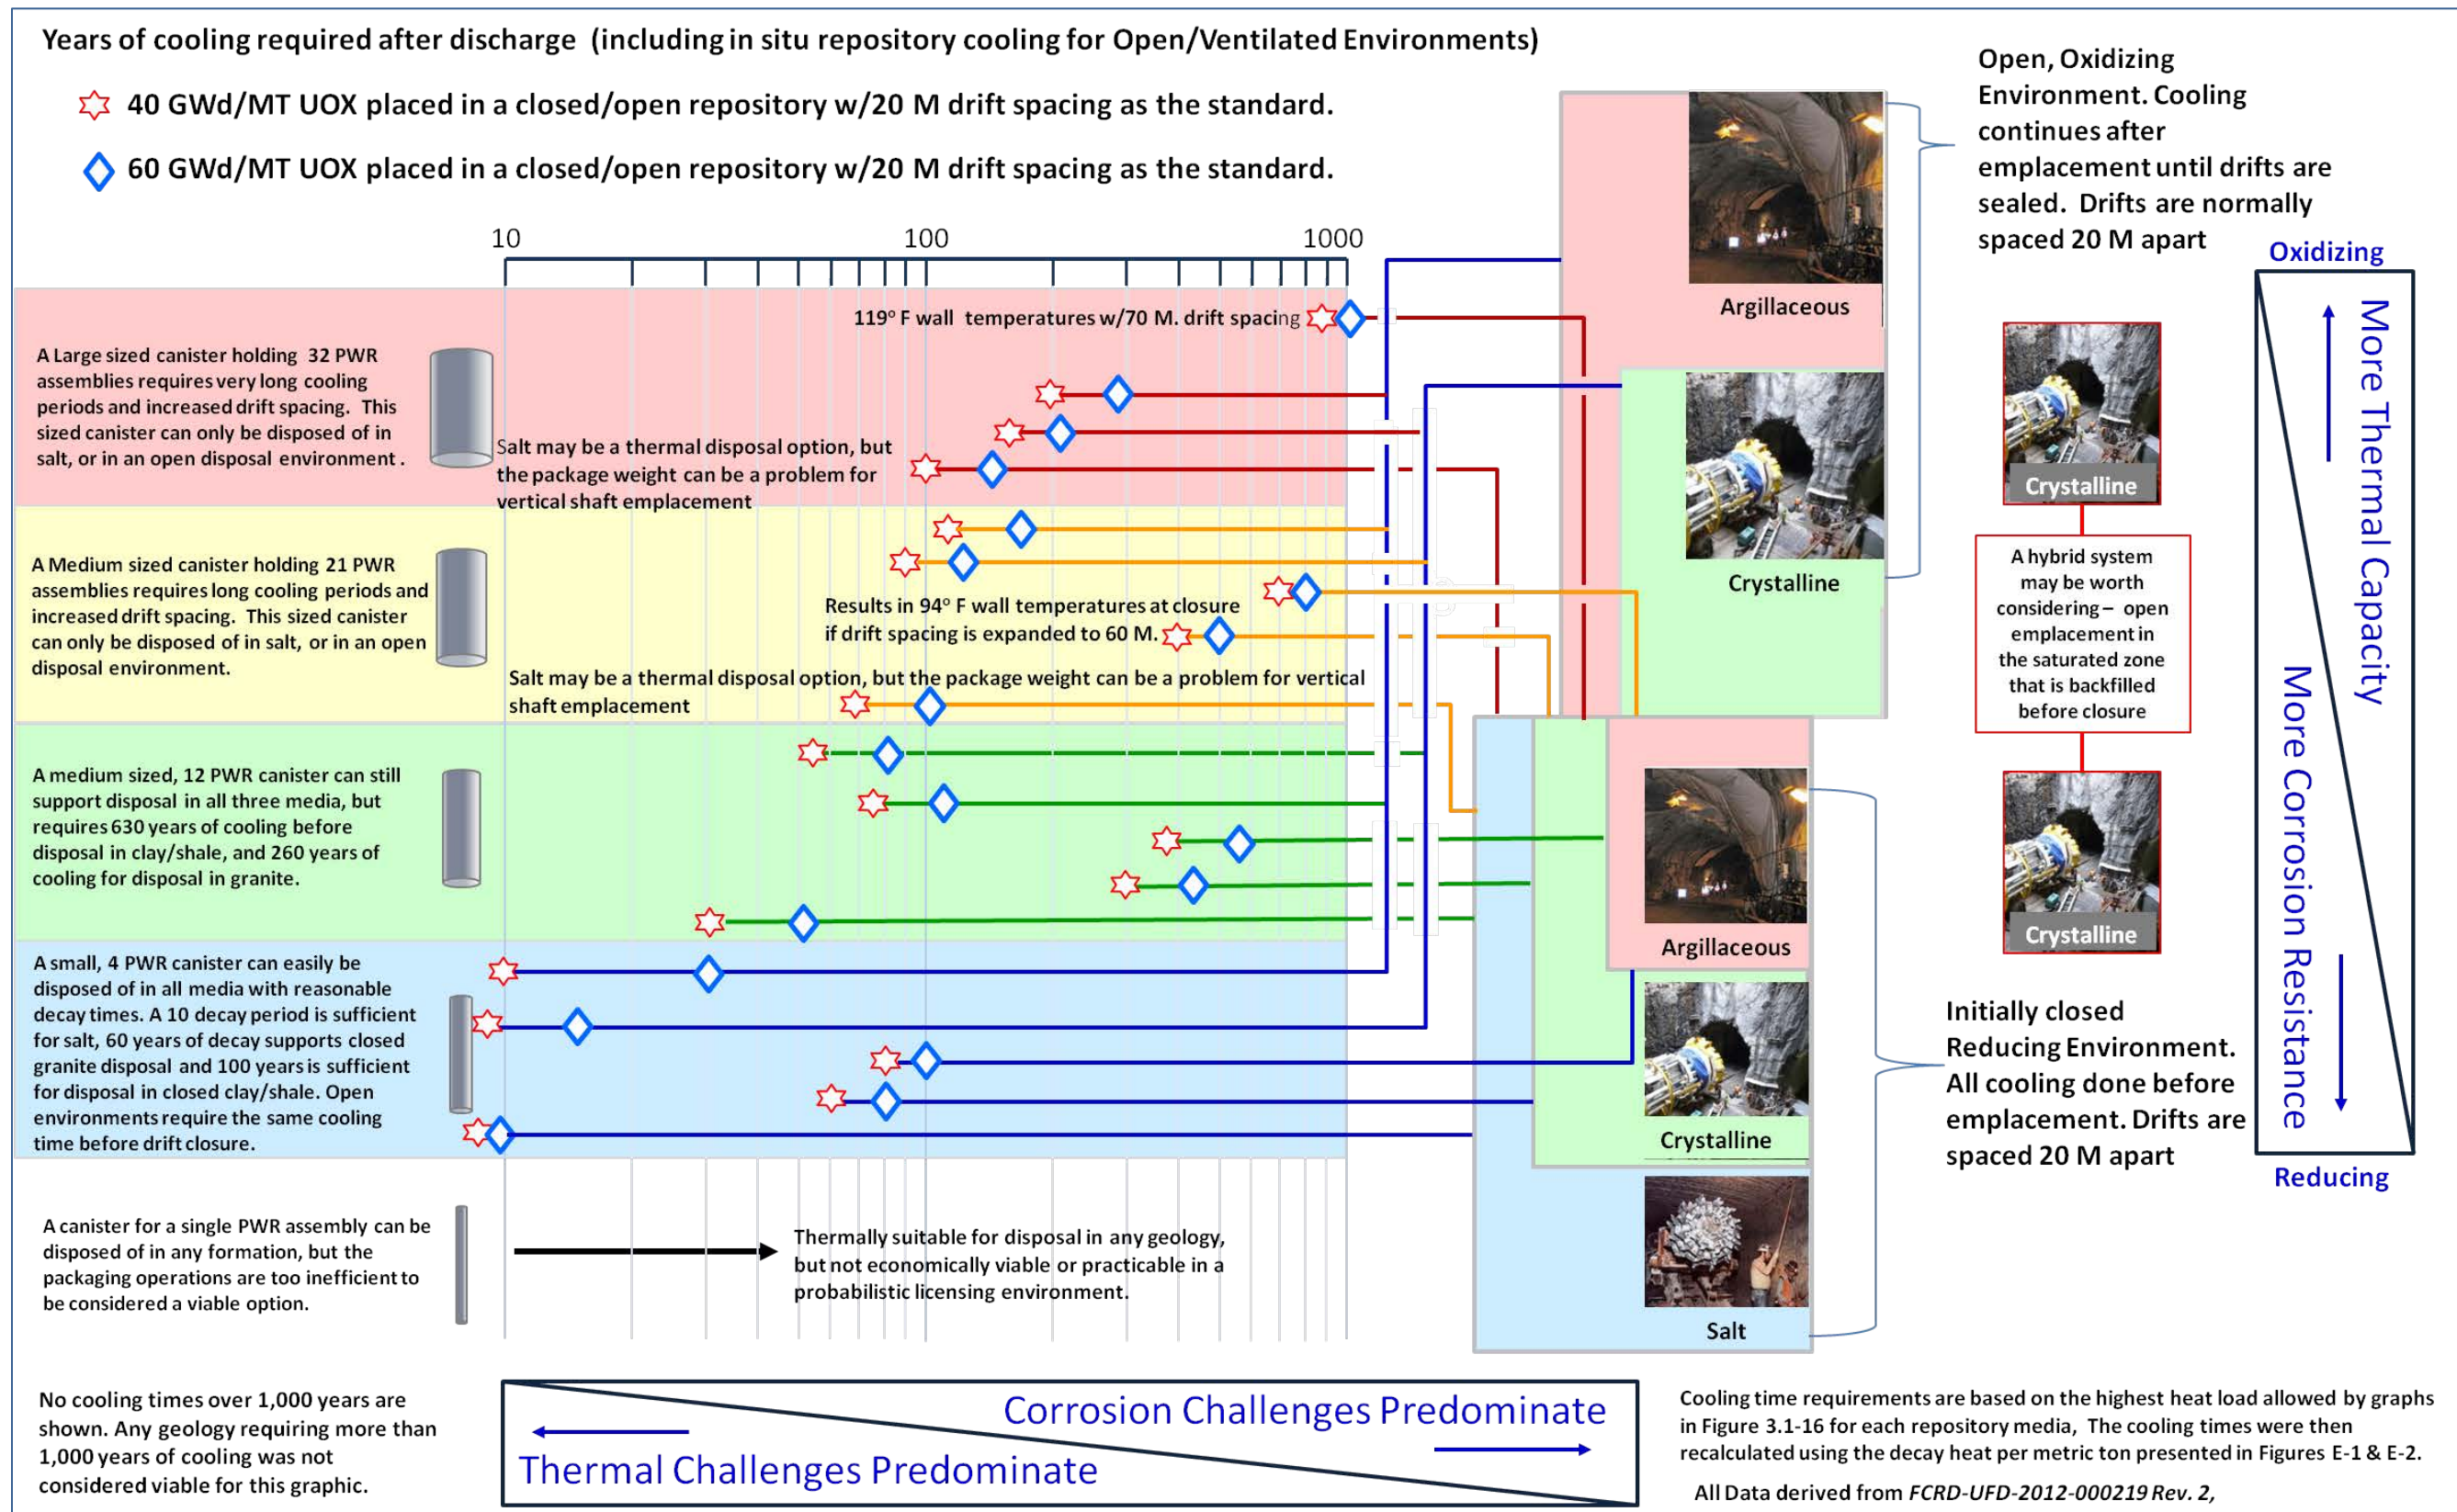 Years of cooling required after discharge (including in situ repository cooling for Open/Ventilated Environments)
40 GWd/MT UOX placed in a closed/open repository w/20 M drift spacing as the standard.
60 GWd/MT UOX placed in a closed/open repository w/20 M drift spacing as the standard.
10
100
1000
119º F wall temperatures w/70 M. drift spacing
A Large sized canister holding 32 PWR
assemblies requires very long cooling
periods and increased drift spacing. This
sized canister can only be disposed of in
salt, or in an open disposal environment .
Salt may be a thermal disposal option, but
the package weight can be a problem for
vertical shaft emplacement
A Medium sized canister holding 21 PWR
assemblies requires long cooling periods and
increased drift spacing. This sized canister
can only be disposed of in salt, or in an open
disposal environment.
Results in 94º F wall temperatures at closure
if drift spacing is expanded to 60 M.
Salt may be a thermal disposal option, but the package weight can be a problem for vertical
shaft emplacement
A medium sized, 12 PWR canister can still
support disposal in all three media, but
requires 630 years of cooling before
disposal in clay/shale, and 260 years of
cooling for disposal in granite.
A small, 4 PWR canister can easily be
disposed of in all media with reasonable
decay times. A 10 decay period is sufficient
for salt, 60 years of decay supports closed
granite disposal and 100 years is sufficient
for disposal in closed clay/shale. Open
environments require the same cooling
time before drift closure.
A canister for a single PWR assembly can be
disposed of in any formation, but the
packaging operations are too inefficient to
be considered a viable option.
Thermally suitable for disposal in any geology,
but not economically viable or practicable in a
probabilistic licensing environment.
Argillaceous
Crystalline
Argillaceous
Crystalline
Salt
Open, Oxidizing
Environment. Cooling
continues after
emplacement until drifts are
sealed. Drifts are normally
spaced 20 M apart
Crystalline
A hybrid system
may be worth
considering – open
emplacement in
the saturated zone
that is backfilled
before closure
Crystalline
Initially closed
Reducing Environment.
All cooling done before
emplacement. Drifts are
spaced 20 M apart
Oxidizing
More Thermal Capacity
More Corrosion Resistance
Reducing
No cooling times over 1,000 years are
shown. Any geology requiring more than
1,000 years of cooling was not
considered viable for this graphic.
Corrosion Challenges Predominate
Thermal Challenges Predominate
Cooling time requirements are based on the highest heat load allowed by graphs
in Figure 3.1-16 for each repository media, The cooling times were then
recalculated using the decay heat per metric ton presented in Figures E-1 & E-2.
All Data derived from FCRD-UFD-2012-000219 Rev. 2,